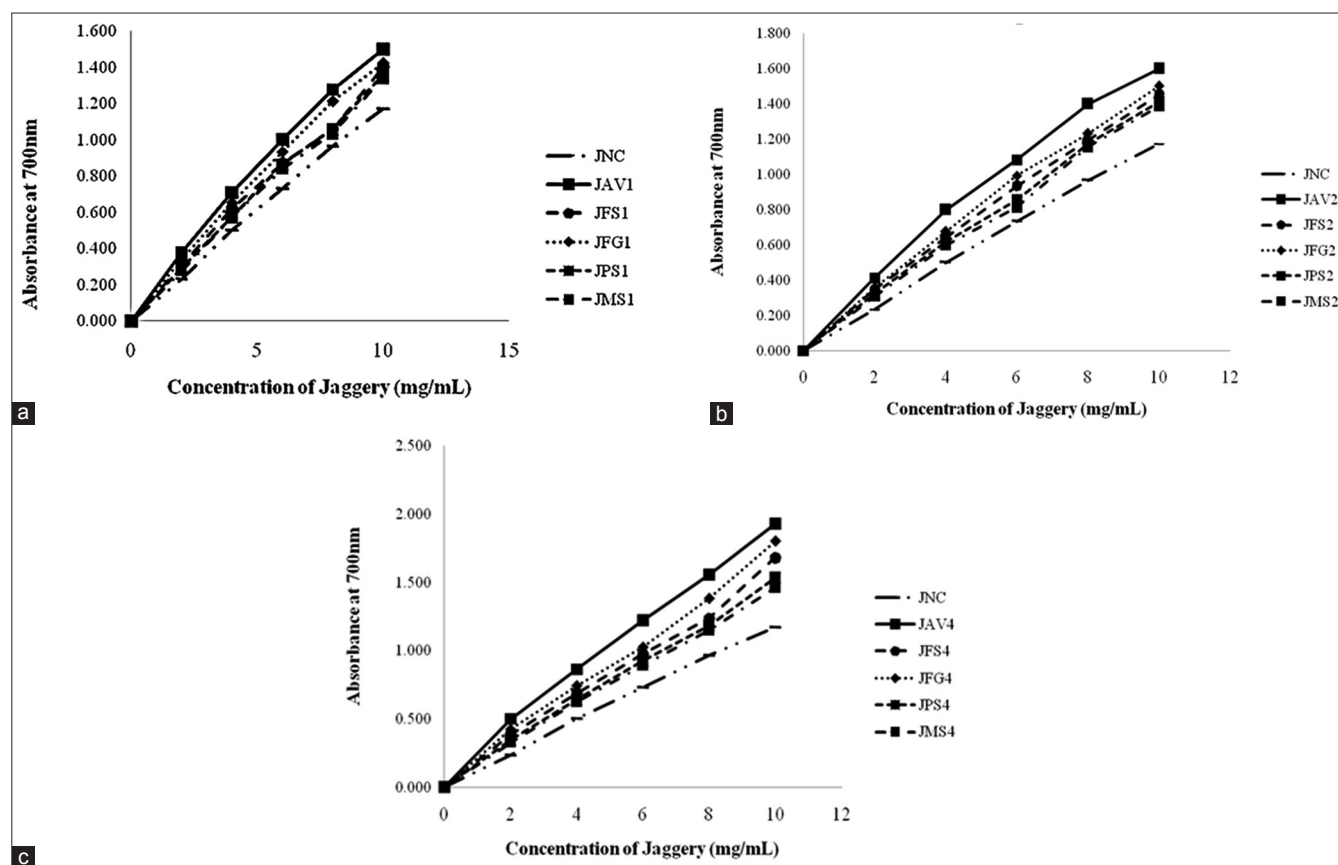 1.600
1.400
1.200
1.000
0.800
0.600
0.400
0.200
0.000
0
5
10
15
Absorbance at 700nm
Concentration of Jaggery (mg/mL)
JNC
JAV1
JFS1
JFG1
JPS1
JMS1
a
1.800
1.600
1.400
1.200
1.000
0.800
0.600
0.400
0.200
0.000
0
2
4
6
8
10
12
Absorbance at 700nm
Concentration of Jaggery (mg/mL)
JNC
JAV2
JFS2
JFG2
JPS2
JMS2
b
2.500
2.000
1.500
1.000
0.500
0.000
0
2
4
6
8
10
12
Absorbance at 700nm
Concentration of Jaggery (mg/mL)
JNC
JAV4
JFS4
JFG4
JPS4
JMS4
c